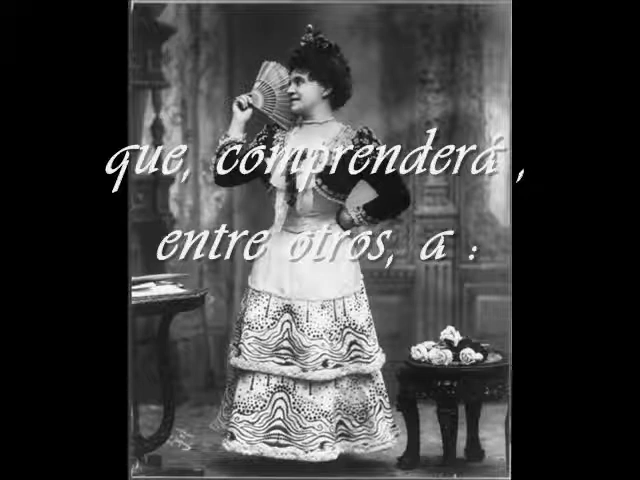 que, comprenderá ,
entre otros, a :